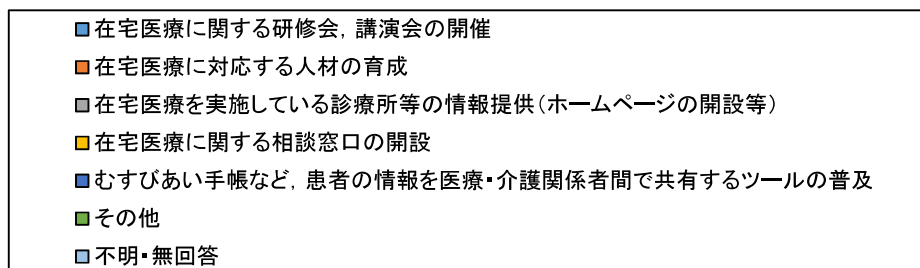 在宅医療に関する研修会，講演会の開催
在宅医療に対応する人材の育成
在宅医療を実施している診療所等の情報提供（ホームページの開設等）
在宅医療に関する相談窓口の開設
むすびあい手帳など，患者の情報を医療・介護関係者間で共有するツールの普及
その他
不明・無回答